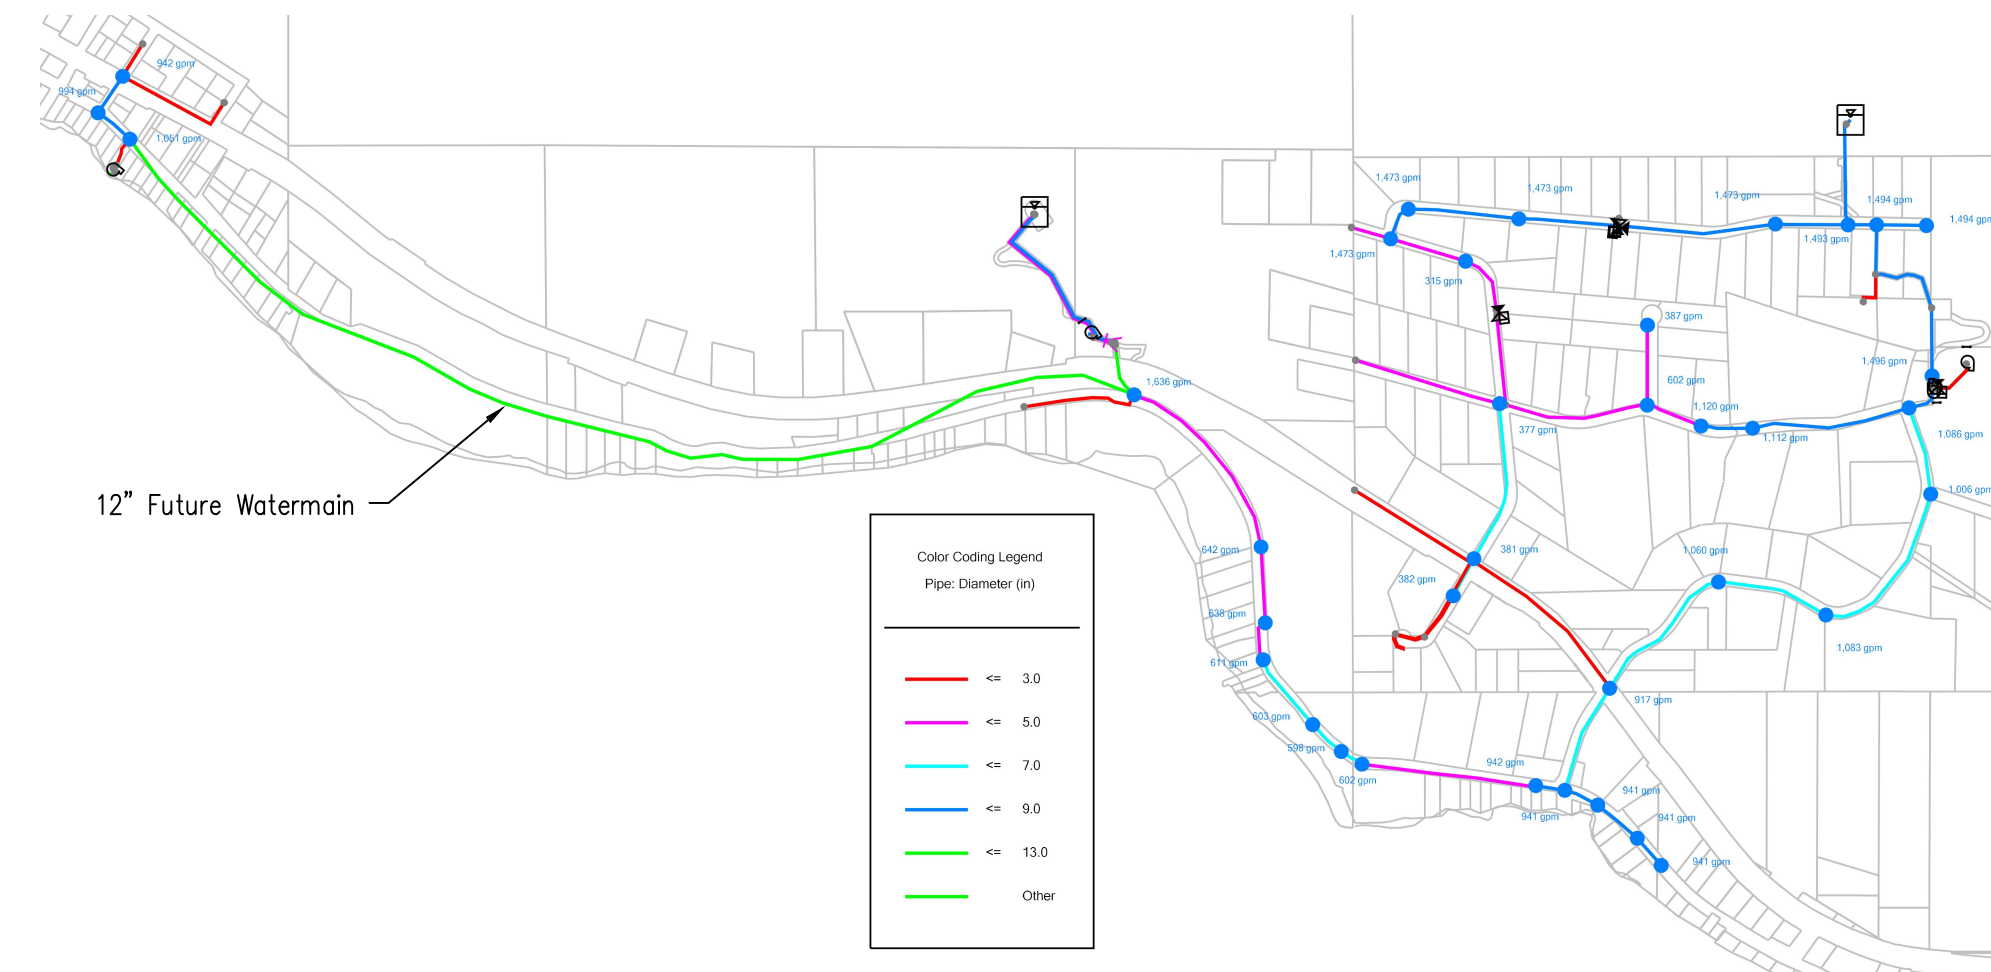 942 gpm
994 gpm
1,051 gpm
1,473 gpm
1,473 gpm
1,473 gpm
1,494 gpm
1,494 gpm
1,493 gpm
1,473 gpm
315 gpm
387 gpm
1,496 gpm
1,636 gpm
602 gpm
1,120 gpm
377 gpm
1,112 gpm
1,086 gpm
1,006 gpm
12” Future Watermain
642 gpm
381 gpm
1,060 gpm
382 gpm
638 gpm
1,083 gpm
611 gpm
917 gpm
603 gpm
598 gpm
602 gpm
942 gpm
941 gpm
941 gpm
941 gpm
941 gpm
Color Coding Legend
Pipe: Diameter (in)
<= 3.0
<= 5.0
<= 7.0
<= 9.0
<= 13.0
Other